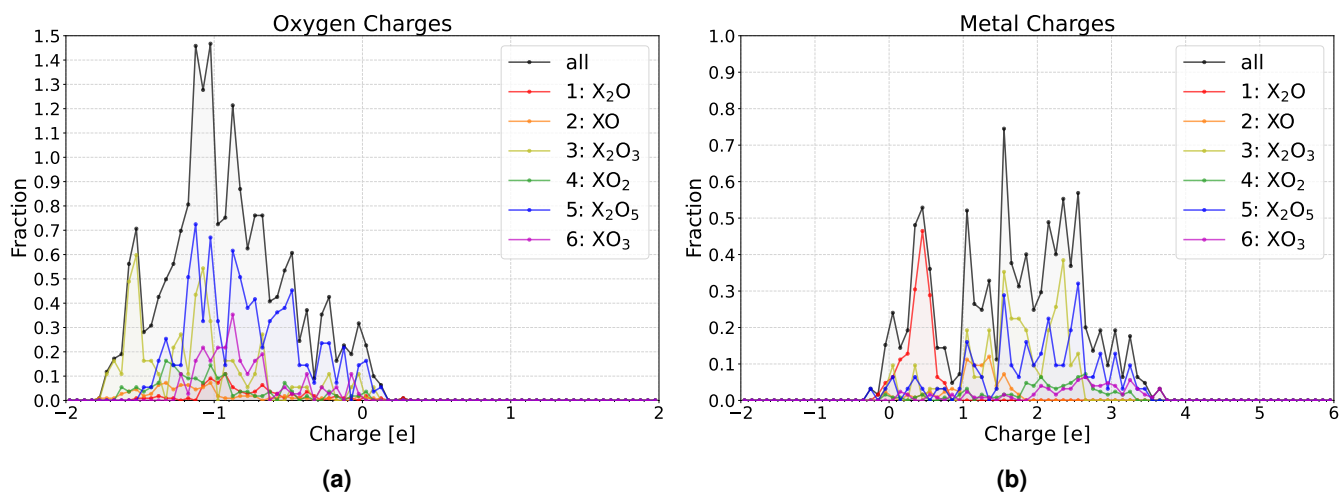 Oxygen Charges
1.5
1.4
1.3
1.2
1.1
1.0
0.9
0.8
0.7
0.6
0.5
0.4
0.3
0.2
0.1
0.0
Fraction
−2
−1
0
1
2
Charge [e]
all
1: X₂O
2: XO
3: X₂O₃
4: XO₂
5: X₂O₅
6: XO₃
(a)
Metal Charges
1.0
0.9
0.8
0.7
0.6
0.5
0.4
0.3
0.2
0.1
0.0
Fraction
−2
−1
0
1
2
3
4
5
6
Charge [e]
all
1: X₂O
2: XO
3: X₂O₃
4: XO₂
5: X₂O₅
6: XO₃
(b)